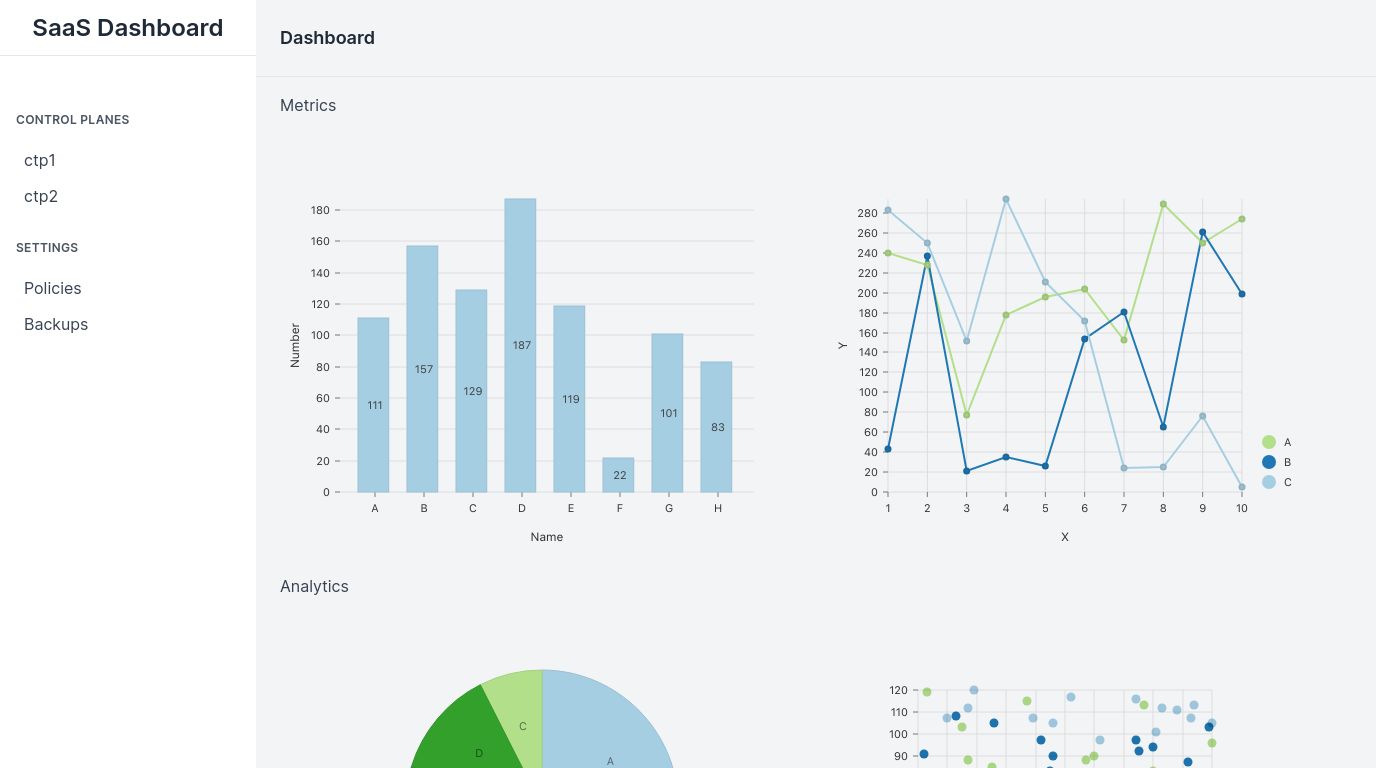 SaaS Dashboard
CONTROL PLANES
ctp1
ctp2
SETTINGS
Policies
Backups
Dashboard
Metrics
180
160
140
120
100
80
60
40
20
0
Number
111
157
129
187
119
22
101
83
A B C D E F G H
Name
280
260
240
220
200
180
160
140
120
100
80
60
40
20
0
Y
1 2 3 4 5 6 7 8 9 10
X
A
B
C
Analytics
C
D
A
120
110
100
90